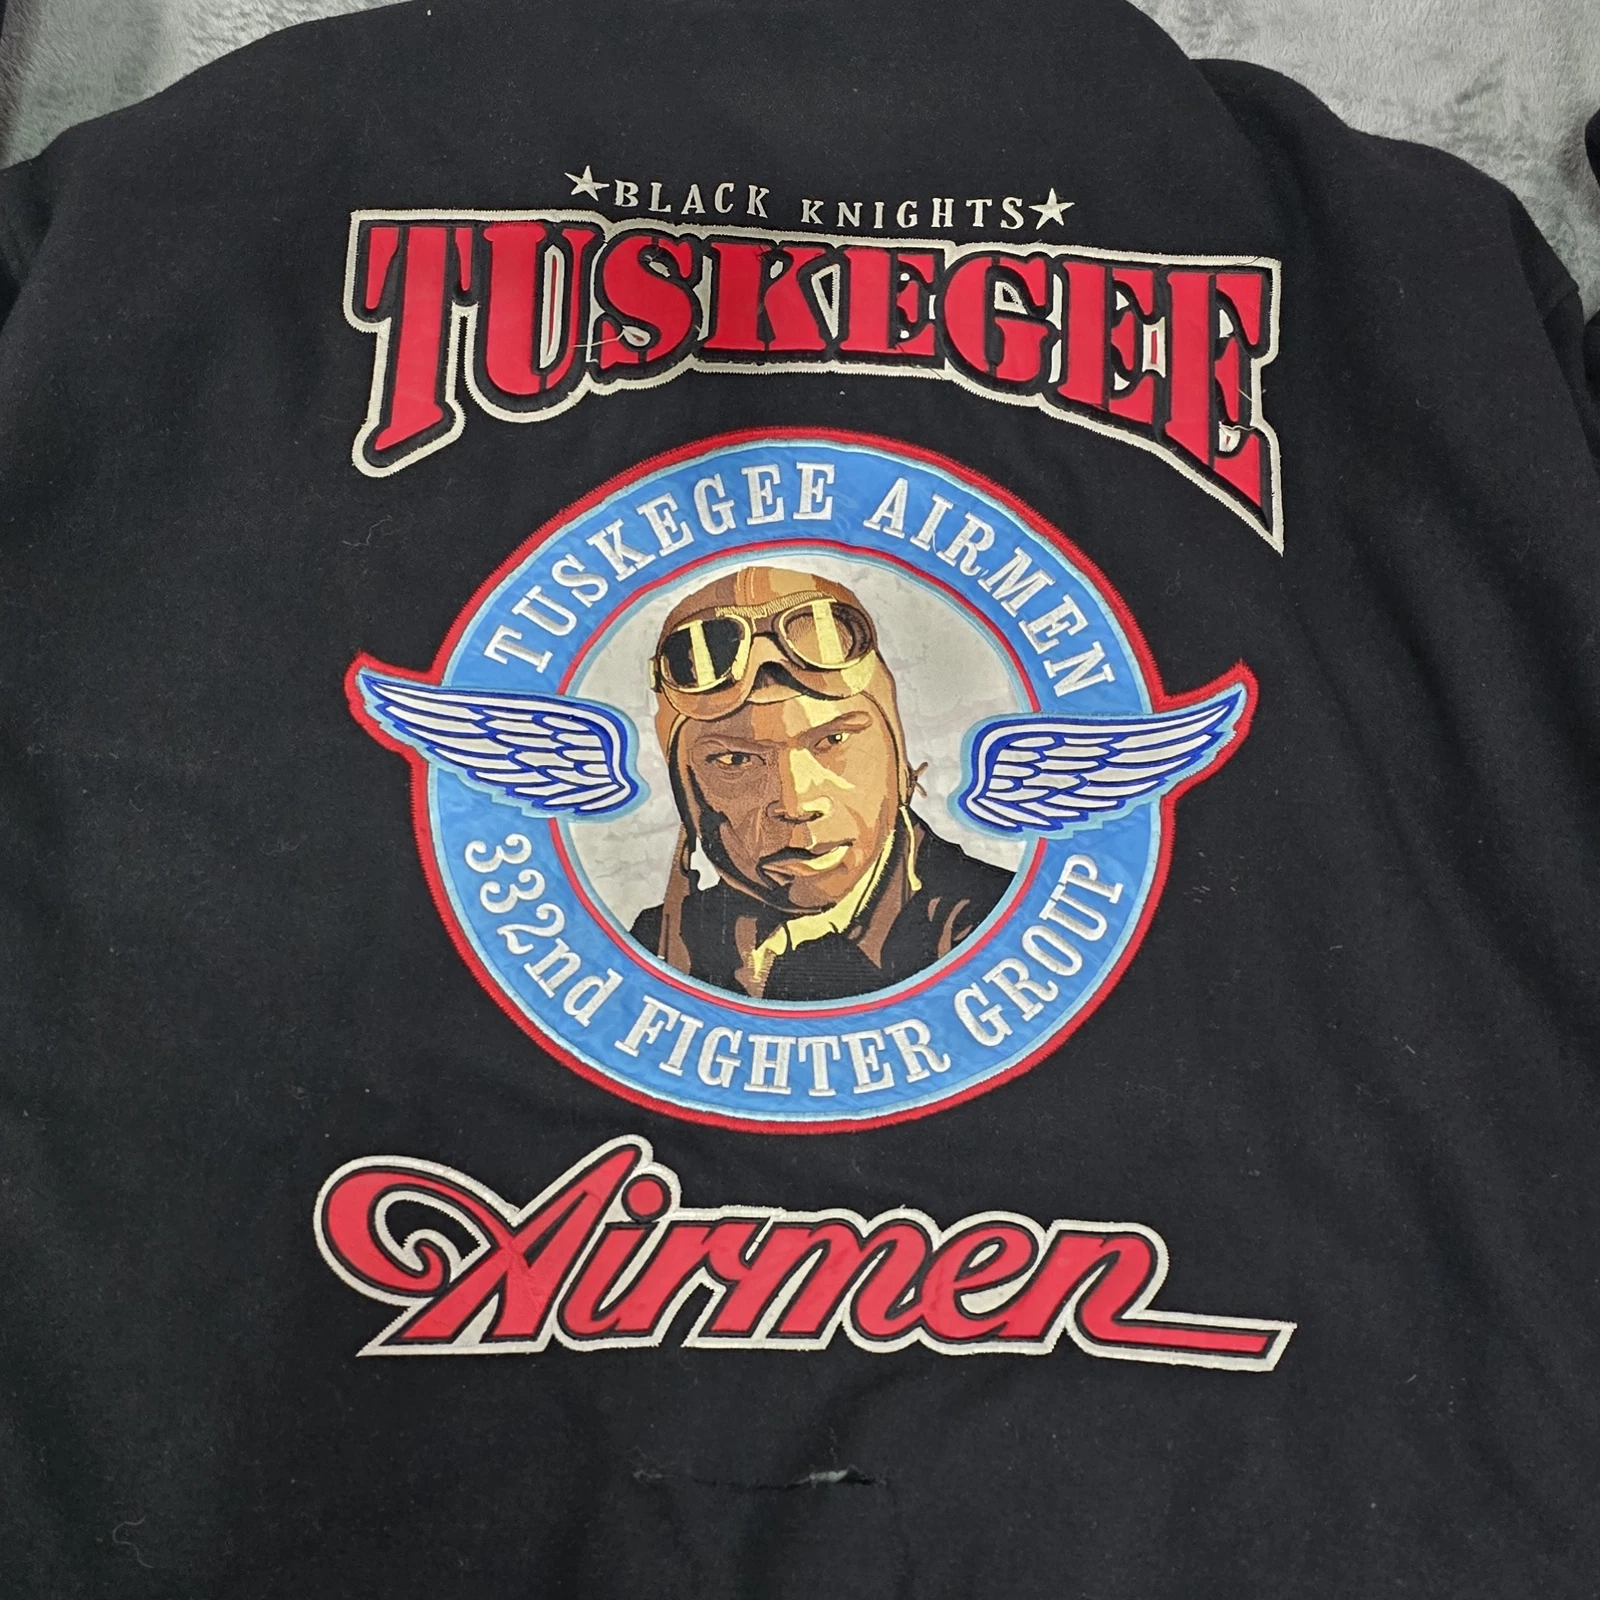 ★BLACK KNIGHTS★
TUSKEGEE
TUSKEGEE AIRMEN
332nd FIGHTER GROUP
Airmen